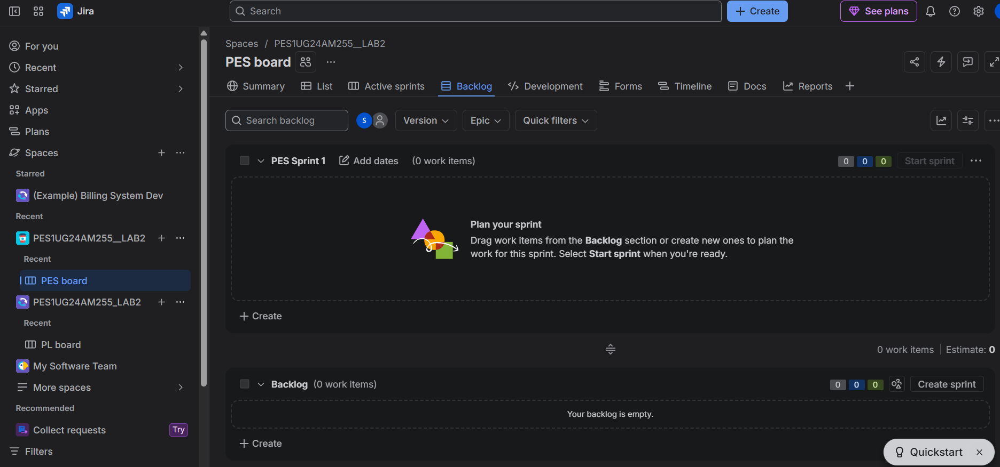 Jira
Search
Create
See plans
For you
Recent
Starred
Apps
Plans
Spaces
Starred
(Example) Billing System Dev
Recent
PES1UG24AM255__LAB2
Recent
PES board
PES1UG24AM255_LAB2
Recent
PL board
My Software Team
More spaces
Recommended
Collect requests Try
Filters
Spaces / PES1UG24AM255__LAB2
PES board
Summary List Active sprints Backlog Development Forms Timeline Docs Reports
Search backlog S Version Epic Quick filters
PES Sprint 1 Add dates (0 work items) 0 0 0 Start sprint
Plan your sprint
Drag work items from the Backlog section or create new ones to plan the
work for this sprint. Select Start sprint when you're ready.
Create
0 work items Estimate: 0
Backlog (0 work items) 0 0 0 Create sprint
Your backlog is empty.
Create
Quickstart